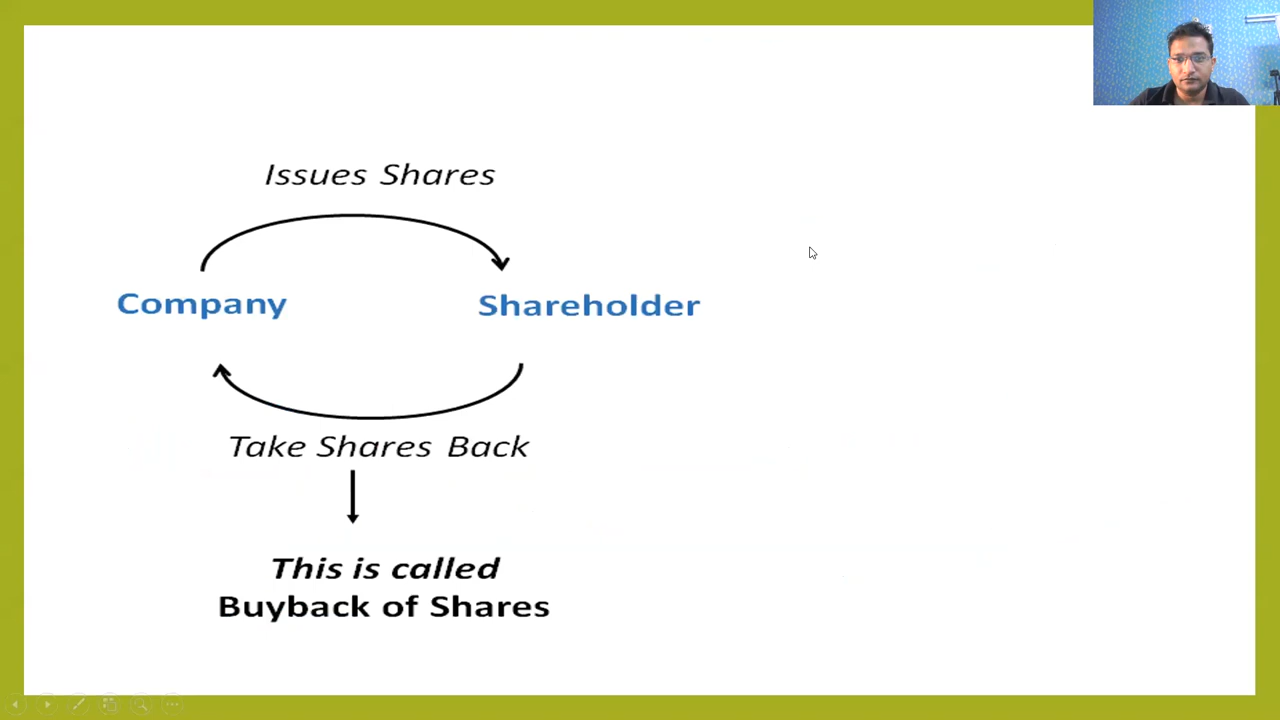 Issues Shares
Company
Shareholder
Take Shares Back
This is called
Buyback of Shares